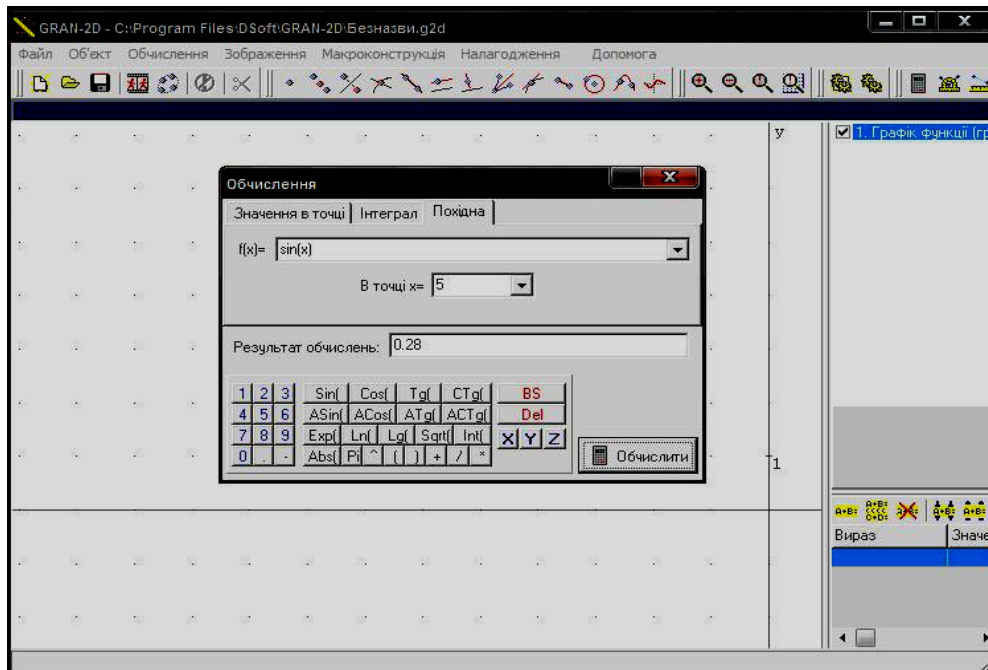 GRAN-2D - C:\Program Files\DSoft\GRAN-2D\Безназви.g2d
Файл Об'єкт Обчислення Зображення Макроконструкція Налагодження Допомога
y
1. Графік функції (гр
Обчислення
Значення в точці Інтеграл Похідна
f(x)= sin(x)
В точці x= 5
Результат обчислень: 0.28
1 2 3 Sin( Cos( Tg( CTg( BS
4 5 6 ASin( ACos( ATg( ACTg( Del
7 8 9 Exp( Ln( Lg( Sqrt( Int( X Y Z
0 . - Abs( Pi ^ ( ) + / *
Обчислити
1
Вираз Значе